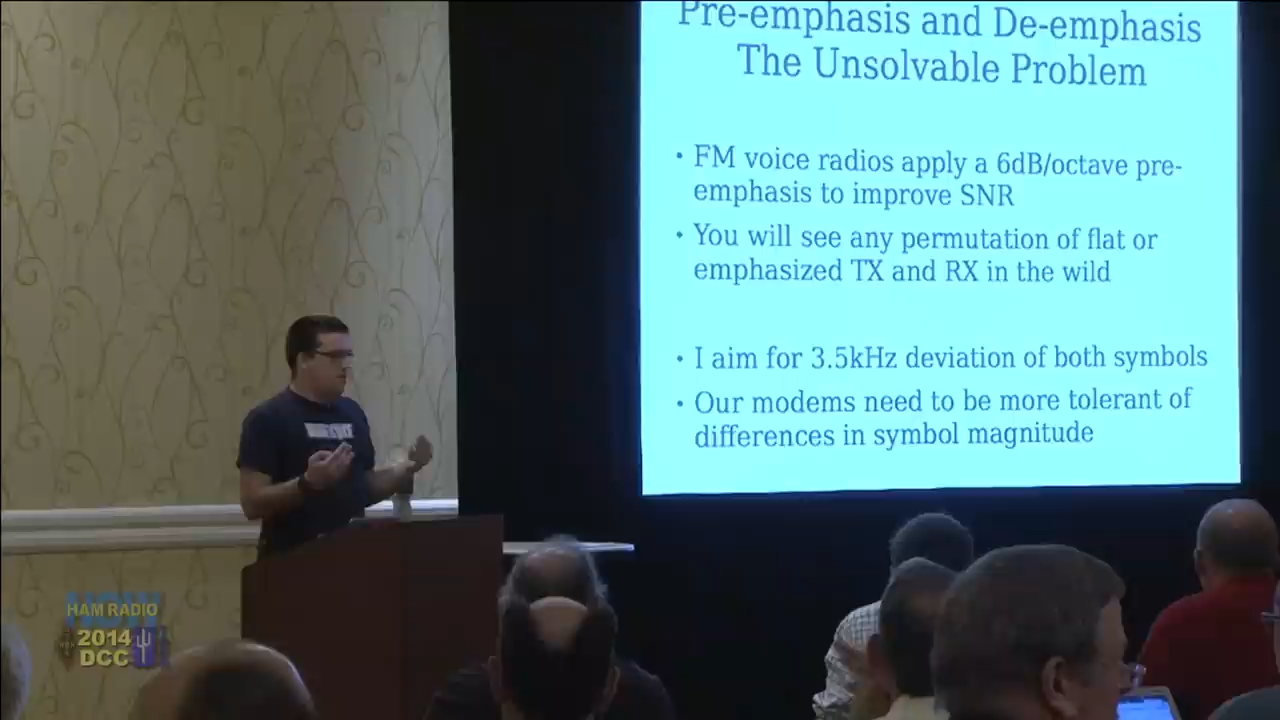 Pre-emphasis and De-emphasis
The Unsolvable Problem
• FM voice radios apply a 6dB/octave pre-
emphasis to improve SNR
• You will see any permutation of flat or
emphasized TX and RX in the wild
• I aim for 3.5kHz deviation of both symbols
• Our modems need to be more tolerant of
differences in symbol magnitude
HAM RADIO
NOW
2014
DCC